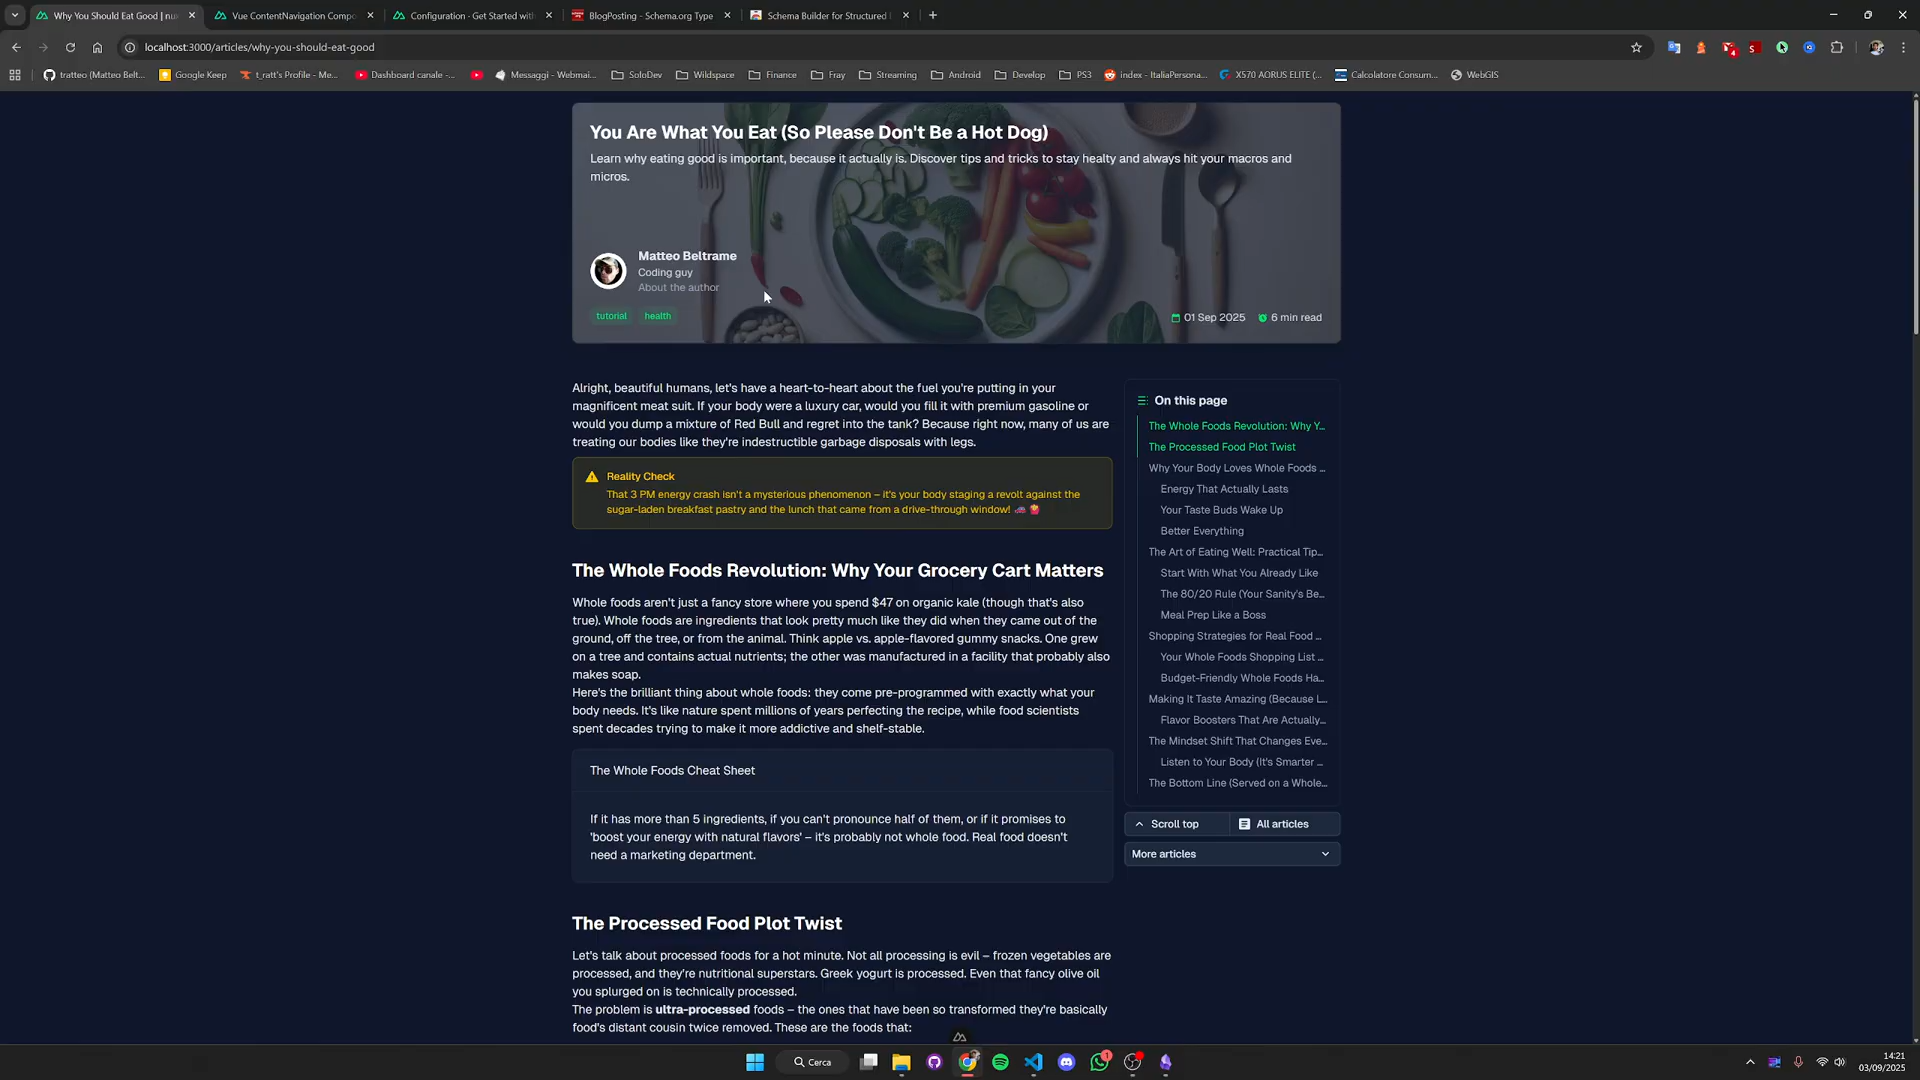 Why You Should Eat Good | nu
Vue ContentNavigation Compo
Configuration · Get Started with
BlogPosting - Schema.org Type
Schema Builder for Structured
localhost:3000/articles/why-you-should-eat-good
tratteo (Matteo Belt...
Google Keep
t_ratt's Profile - Me...
Dashboard canale -...
Messaggi - Webmai...
SoloDev
Wildspace
Finance
Fray
Streaming
Android
Develop
PS3
index - ItaliaPersona...
X570 AORUS ELITE (...
Calcolatore Consum...
WebGIS
You Are What You Eat (So Please Don't Be a Hot Dog)
Learn why eating good is important, because it actually is. Discover tips and tricks to stay healty and always hit your macros and
micros.
Matteo Beltrame
Coding guy
About the author
tutorial
health
01 Sep 2025
6 min read
Alright, beautiful humans, let's have a heart-to-heart about the fuel you're putting in your
magnificent meat suit. If your body were a luxury car, would you fill it with premium gasoline or
would you dump a mixture of Red Bull and regret into the tank? Because right now, many of us are
treating our bodies like they're indestructible garbage disposals with legs.
Reality Check
That 3 PM energy crash isn't a mysterious phenomenon – it's your body staging a revolt against the
sugar-laden breakfast pastry and the lunch that came from a drive-through window! 🚗 🍟
The Whole Foods Revolution: Why Your Grocery Cart Matters
Whole foods aren't just a fancy store where you spend $47 on organic kale (though that's also
true). Whole foods are ingredients that look pretty much like they did when they came out of the
ground, off the tree, or from the animal. Think apple vs. apple-flavored gummy snacks. One grew
on a tree and contains actual nutrients; the other was manufactured in a facility that probably also
makes soap.
Here's the brilliant thing about whole foods: they come pre-programmed with exactly what your
body needs. It's like nature spent millions of years perfecting the recipe, while food scientists
spent decades trying to make it more addictive and shelf-stable.
The Whole Foods Cheat Sheet
If it has more than 5 ingredients, if you can't pronounce half of them, or if it promises to
'boost your energy with natural flavors' – it's probably not whole food. Real food doesn't
need a marketing department.
The Processed Food Plot Twist
Let's talk about processed foods for a hot minute. Not all processing is evil – frozen vegetables are
processed, and they're nutritional superstars. Greek yogurt is processed. Even that fancy olive oil
you splurged on is technically processed.
The problem is ultra-processed foods – the ones that have been so transformed they're basically
food's distant cousin twice removed. These are the foods that:
On this page
The Whole Foods Revolution: Why Y...
The Processed Food Plot Twist
Why Your Body Loves Whole Foods ...
Energy That Actually Lasts
Your Taste Buds Wake Up
Better Everything
The Art of Eating Well: Practical Tip...
Start With What You Already Like
The 80/20 Rule (Your Sanity's Be...
Meal Prep Like a Boss
Shopping Strategies for Real Food ...
Your Whole Foods Shopping List ...
Budget-Friendly Whole Foods Ha...
Making It Taste Amazing (Because L...
Flavor Boosters That Are Actually...
The Mindset Shift That Changes Eve...
Listen to Your Body (It's Smarter ...
The Bottom Line (Served on a Whole...
Scroll top
All articles
More articles
Cerca
14:21
03/09/2025